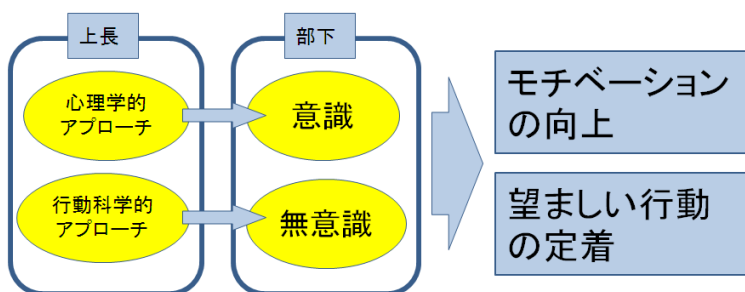 上長
部下
心理学的
アプローチ
意識
行動科学的
アプローチ
無意識
モチベーション
の向上
望ましい行動
の定着